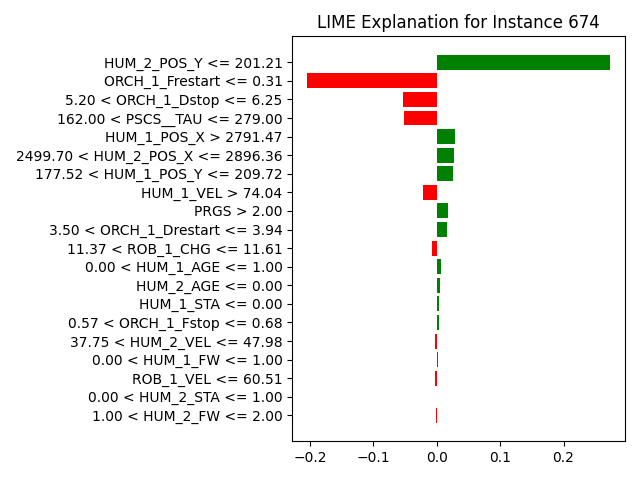 LIME Explanation for Instance 674
HUM_2_POS_Y <= 201.21
ORCH_1_Frestart <= 0.31
5.20 < ORCH_1_Dstop <= 6.25
162.00 < PSCS__TAU <= 279.00
HUM_1_POS_X > 2791.47
2499.70 < HUM_2_POS_X <= 2896.36
177.52 < HUM_1_POS_Y <= 209.72
HUM_1_VEL > 74.04
PRGS > 2.00
3.50 < ORCH_1_Drestart <= 3.94
11.37 < ROB_1_CHG <= 11.61
0.00 < HUM_1_AGE <= 1.00
HUM_2_AGE <= 0.00
HUM_1_STA <= 0.00
0.57 < ORCH_1_Fstop <= 0.68
37.75 < HUM_2_VEL <= 47.98
0.00 < HUM_1_FW <= 1.00
ROB_1_VEL <= 60.51
0.00 < HUM_2_STA <= 1.00
1.00 < HUM_2_FW <= 2.00
−0.2 −0.1 0.0 0.1 0.2